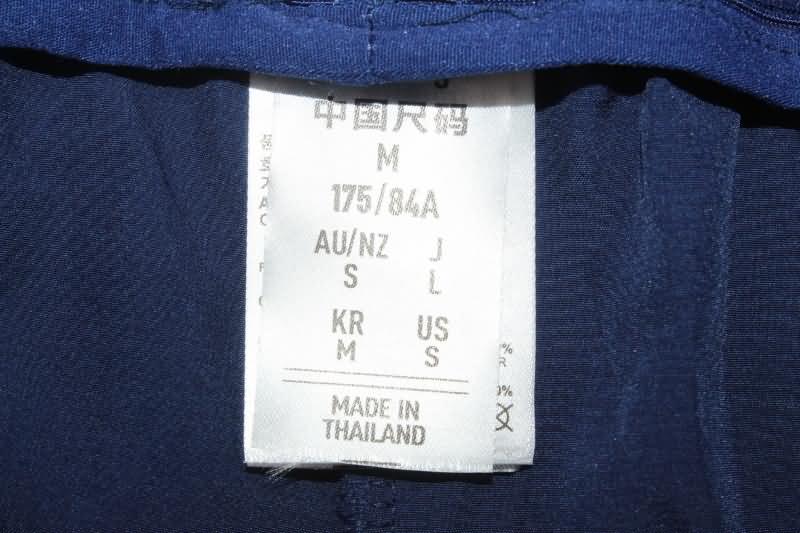 中国尺码
M
175/84A
AU/NZ J
S L
KR US
M S
MADE IN
THAILAND